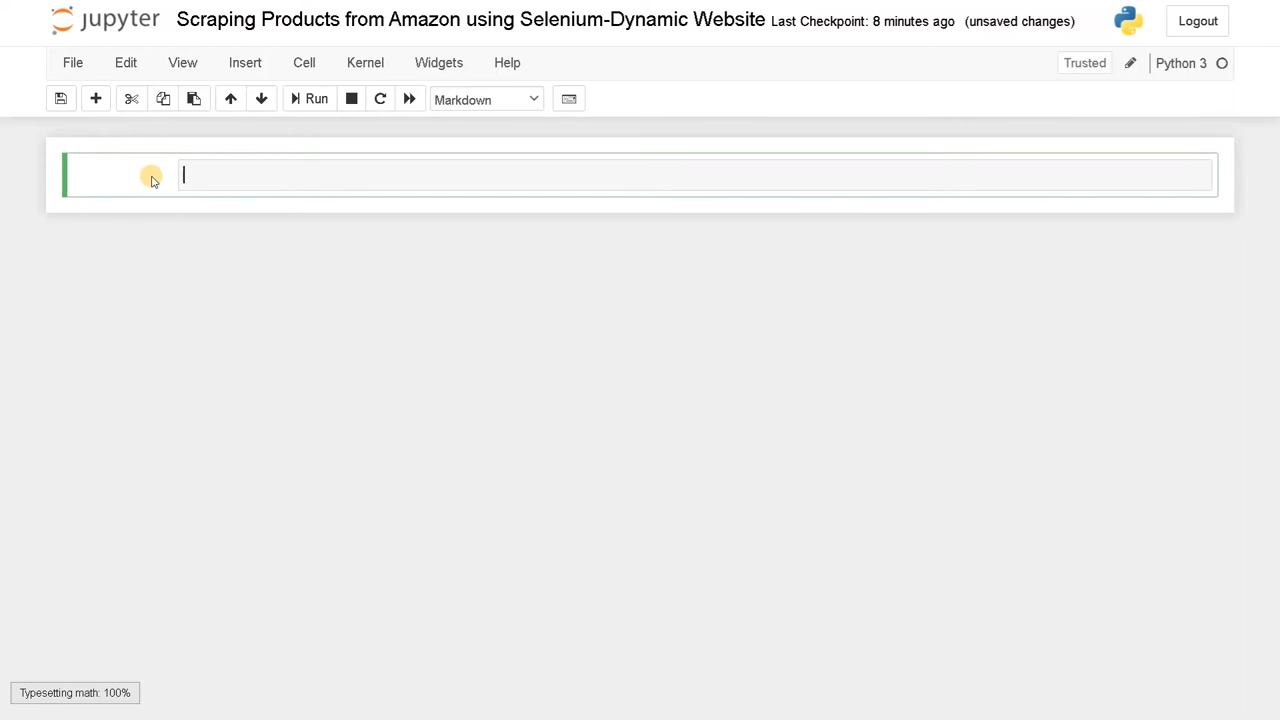 jupyter Scraping Products from Amazon using Selenium-Dynamic Website Last Checkpoint: 8 minutes ago (unsaved changes) Logout
File Edit View Insert Cell Kernel Widgets Help Trusted Python 3
Run Markdown
Typesetting math: 100%